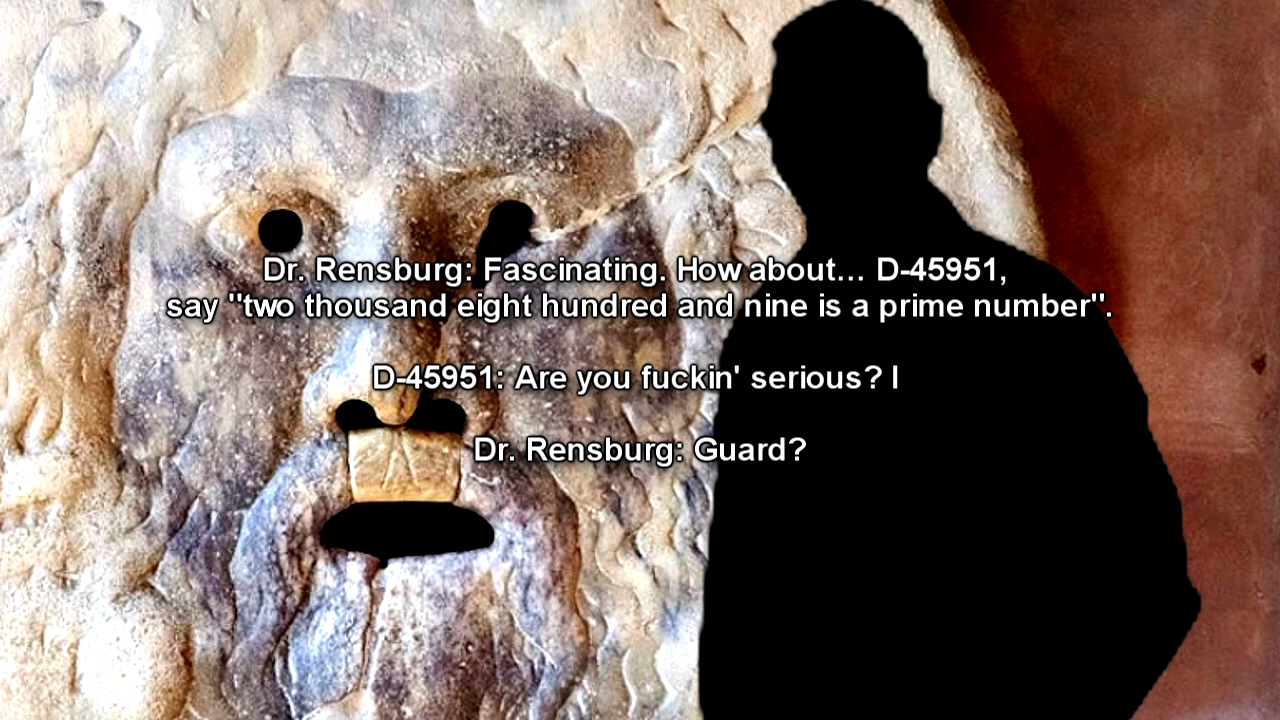 Dr. Rensburg: Fascinating. How about... D-45951,
say "two thousand eight hundred and nine is a prime number".
D-45951: Are you fuckin' serious? I
Dr. Rensburg: Guard?